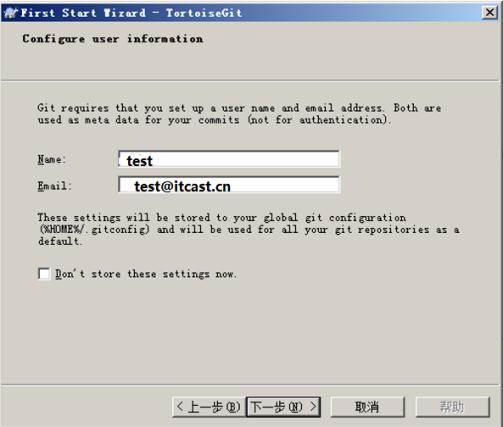 First Start Wizard - TortoiseGit
Configure user information
Git requires that you set up a user name and email address. Both are
used as meta data for your commits (not for authentication).
Name: test
Email: test@itcast.cn
These settings will be stored to your global git configuration
(%HOME%/.gitconfig) and will be used for all your git repositories as a
default.
Don't store these settings now.
< 上一步(B) 下一步(N) > 取消 帮助